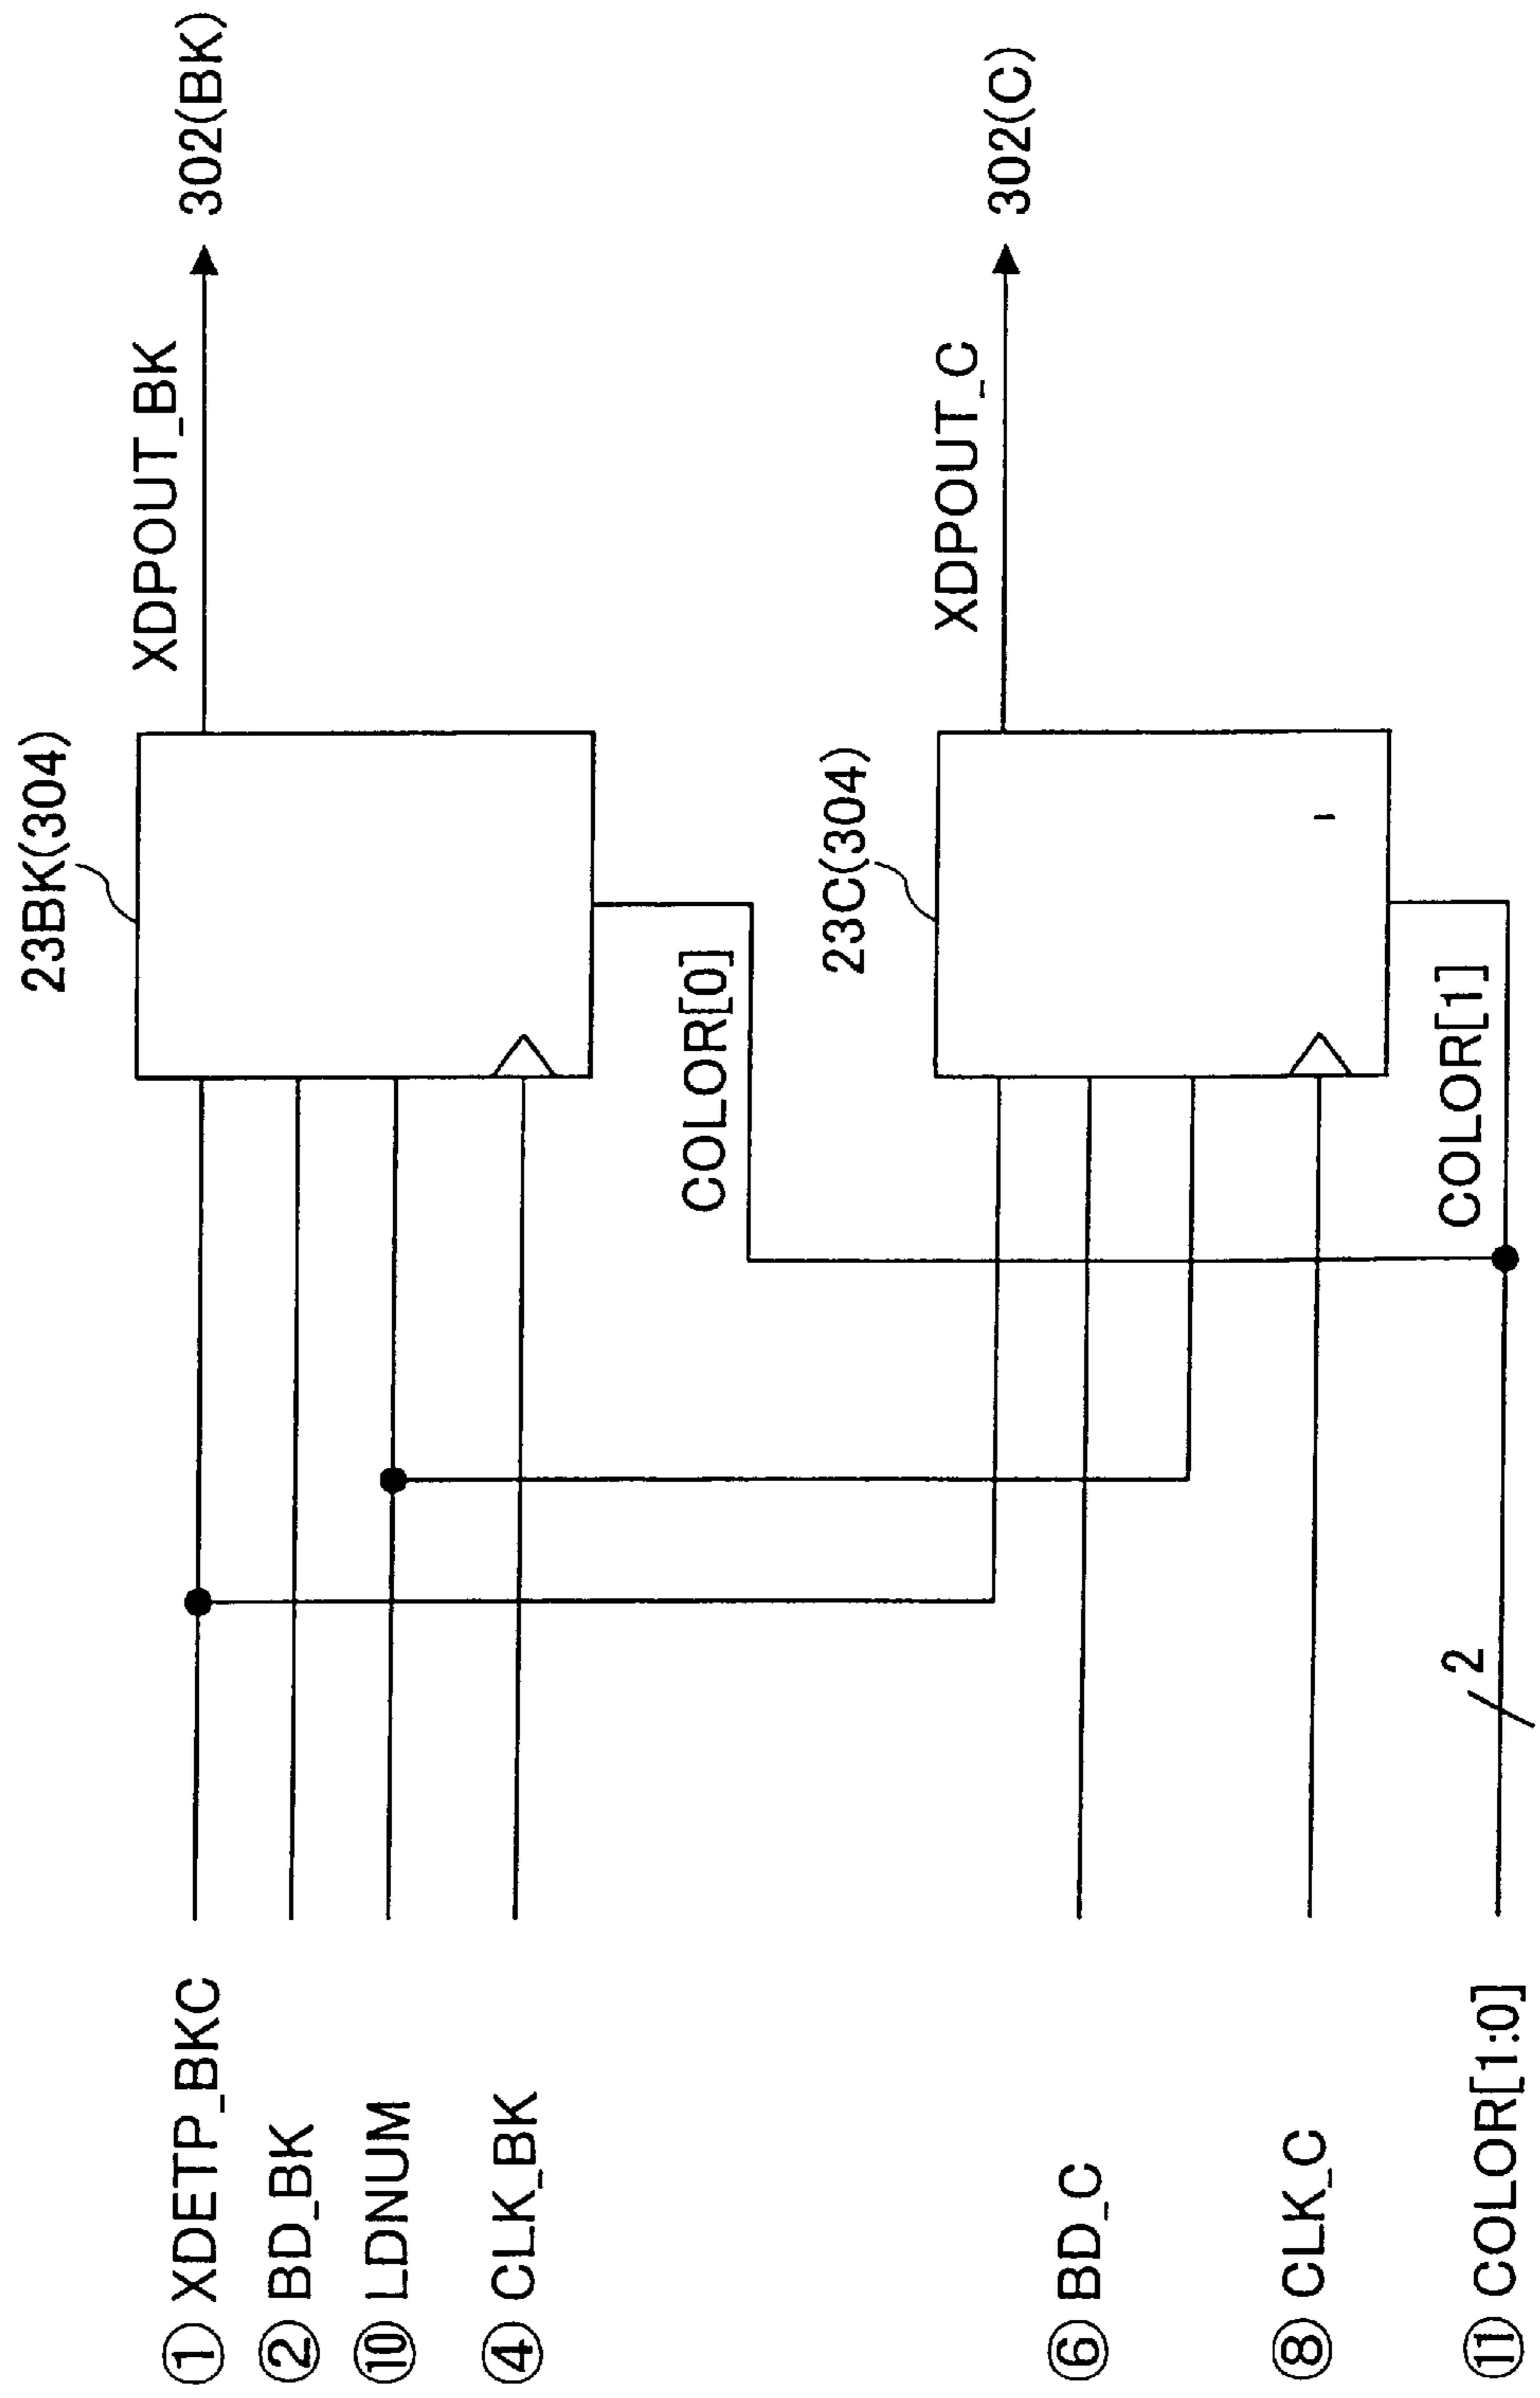 23BK(304)
XDPOUT_BK
302(BK)
① XDETP_BKC
② BD_BK
⑩ LDNUM
④ CLK_BK
COLOR[0]
23C(304)
XDPOUT_C
302(C)
⑥ BD_C
⑧ CLK_C
COLOR[1]
2
⑪ COLOR[1:0]